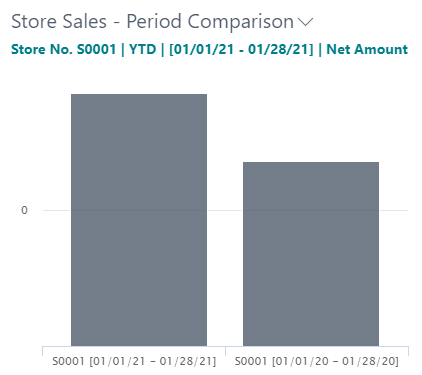 Store Sales - Period Comparison
Store No. S0001 | YTD | [01/01/21 - 01/28/21] | Net Amount
0
S0001 [01/01/21 - 01/28/21]
S0001 [01/01/20 - 01/28/20]